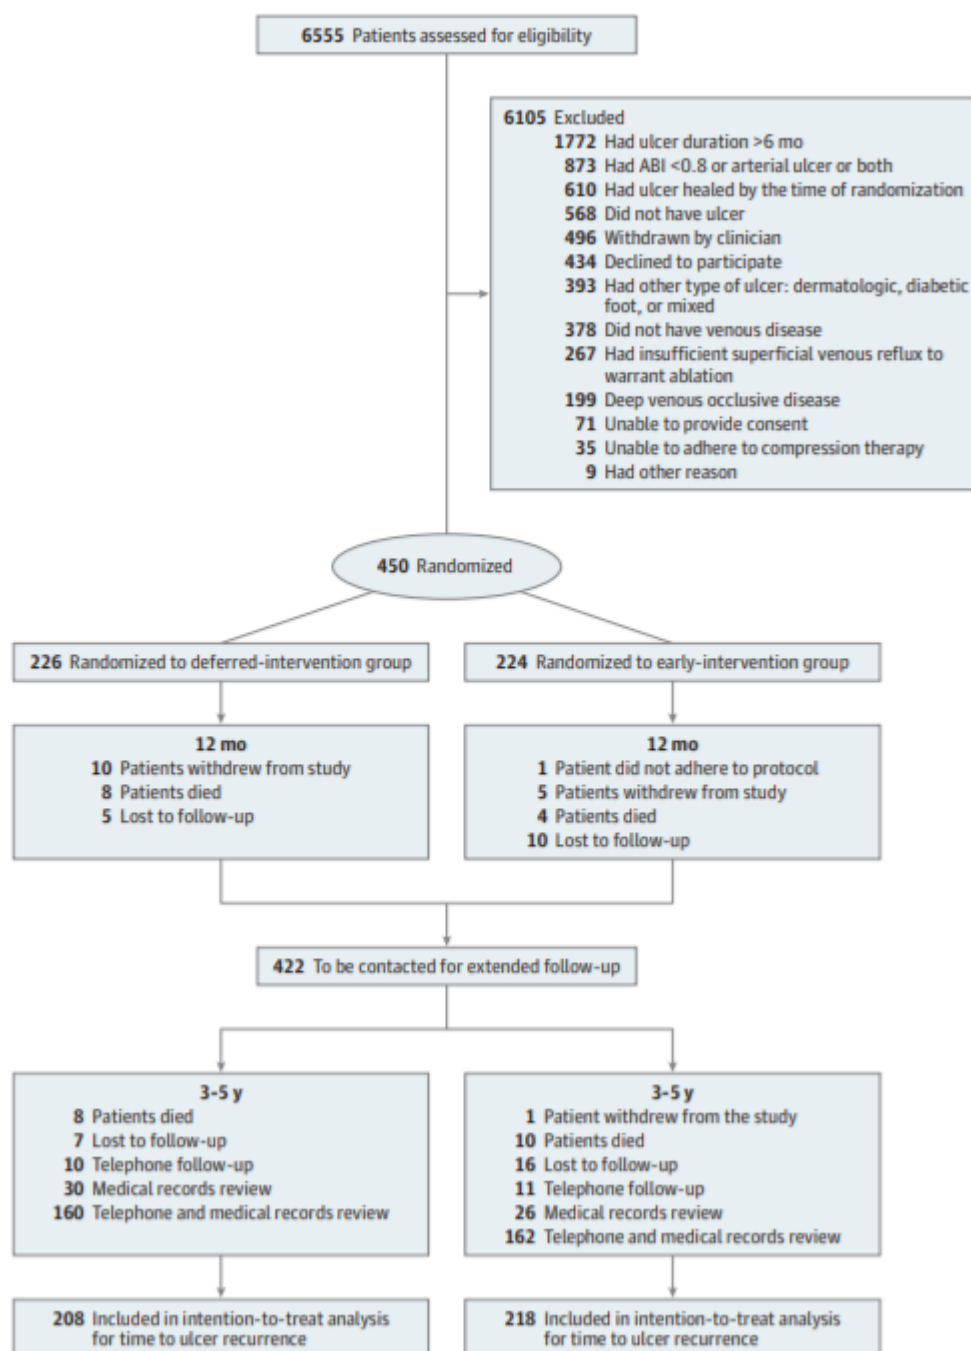 6555 Patients assessed for eligibility
6105 Excluded
1772 Had ulcer duration >6 mo
873 Had ABI <0.8 or arterial ulcer or both
610 Had ulcer healed by the time of randomization
568 Did not have ulcer
496 Withdrawn by clinician
434 Declined to participate
393 Had other type of ulcer: dermatologic, diabetic
foot, or mixed
378 Did not have venous disease
267 Had insufficient superficial venous reflux to
warrant ablation
199 Deep venous occlusive disease
71 Unable to provide consent
35 Unable to adhere to compression therapy
9 Had other reason
450 Randomized
226 Randomized to deferred-intervention group
224 Randomized to early-intervention group
12 mo
10 Patients withdrew from study
8 Patients died
5 Lost to follow-up
12 mo
1 Patient did not adhere to protocol
5 Patients withdrew from study
4 Patients died
10 Lost to follow-up
422 To be contacted for extended follow-up
3-5 y
8 Patients died
7 Lost to follow-up
10 Telephone follow-up
30 Medical records review
160 Telephone and medical records review
3-5 y
1 Patient withdrew from the study
10 Patients died
16 Lost to follow-up
11 Telephone follow-up
26 Medical records review
162 Telephone and medical records review
208 Included in intention-to-treat analysis
for time to ulcer recurrence
218 Included in intention-to-treat analysis
for time to ulcer recurrence